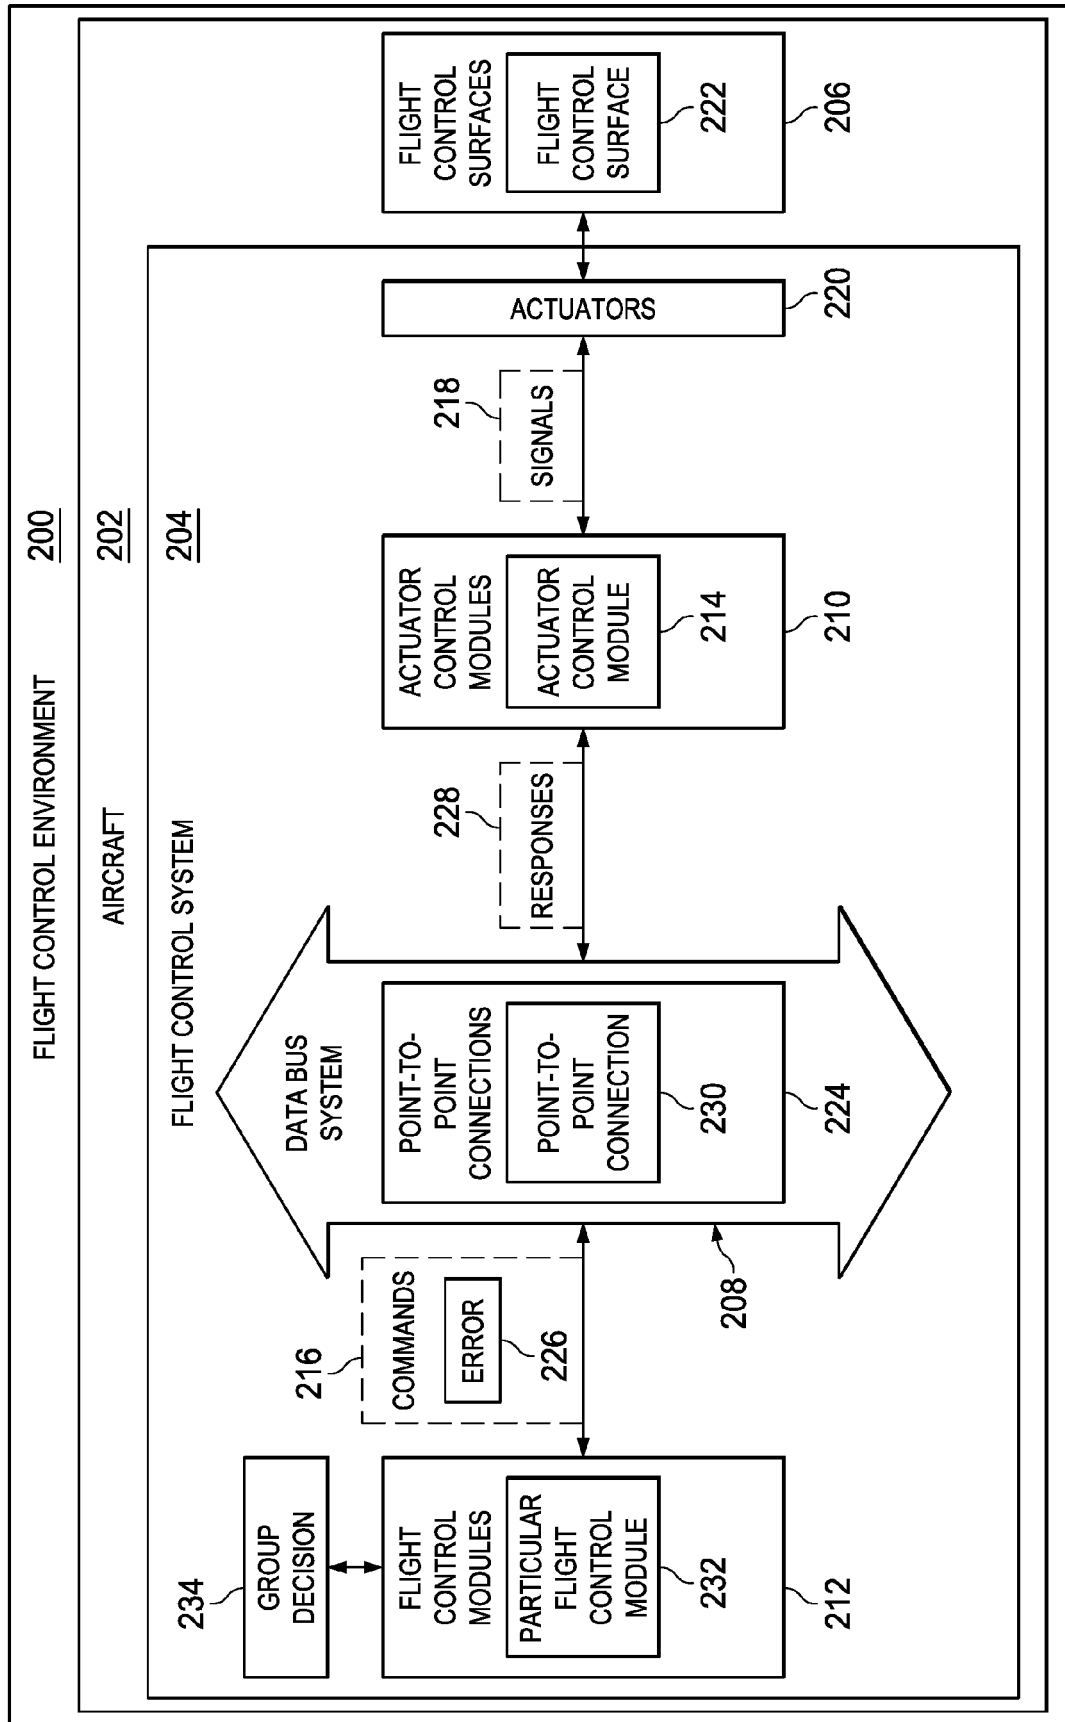 FLIGHT CONTROL ENVIRONMENT
200
AIRCRAFT
202
FLIGHT CONTROL SYSTEM
204
234
GROUP
DECISION
FLIGHT
CONTROL
MODULES
PARTICULAR
FLIGHT
CONTROL
MODULE
232
212
216
COMMANDS
ERROR
226
208
DATA BUS
SYSTEM
POINT-TO-
POINT
CONNECTIONS
POINT-TO-
POINT
CONNECTION
230
224
228
RESPONSES
ACTUATOR
CONTROL
MODULES
ACTUATOR
CONTROL
MODULE
214
210
218
SIGNALS
ACTUATORS
220
FLIGHT
CONTROL
SURFACES
FLIGHT
CONTROL
SURFACE
222
206